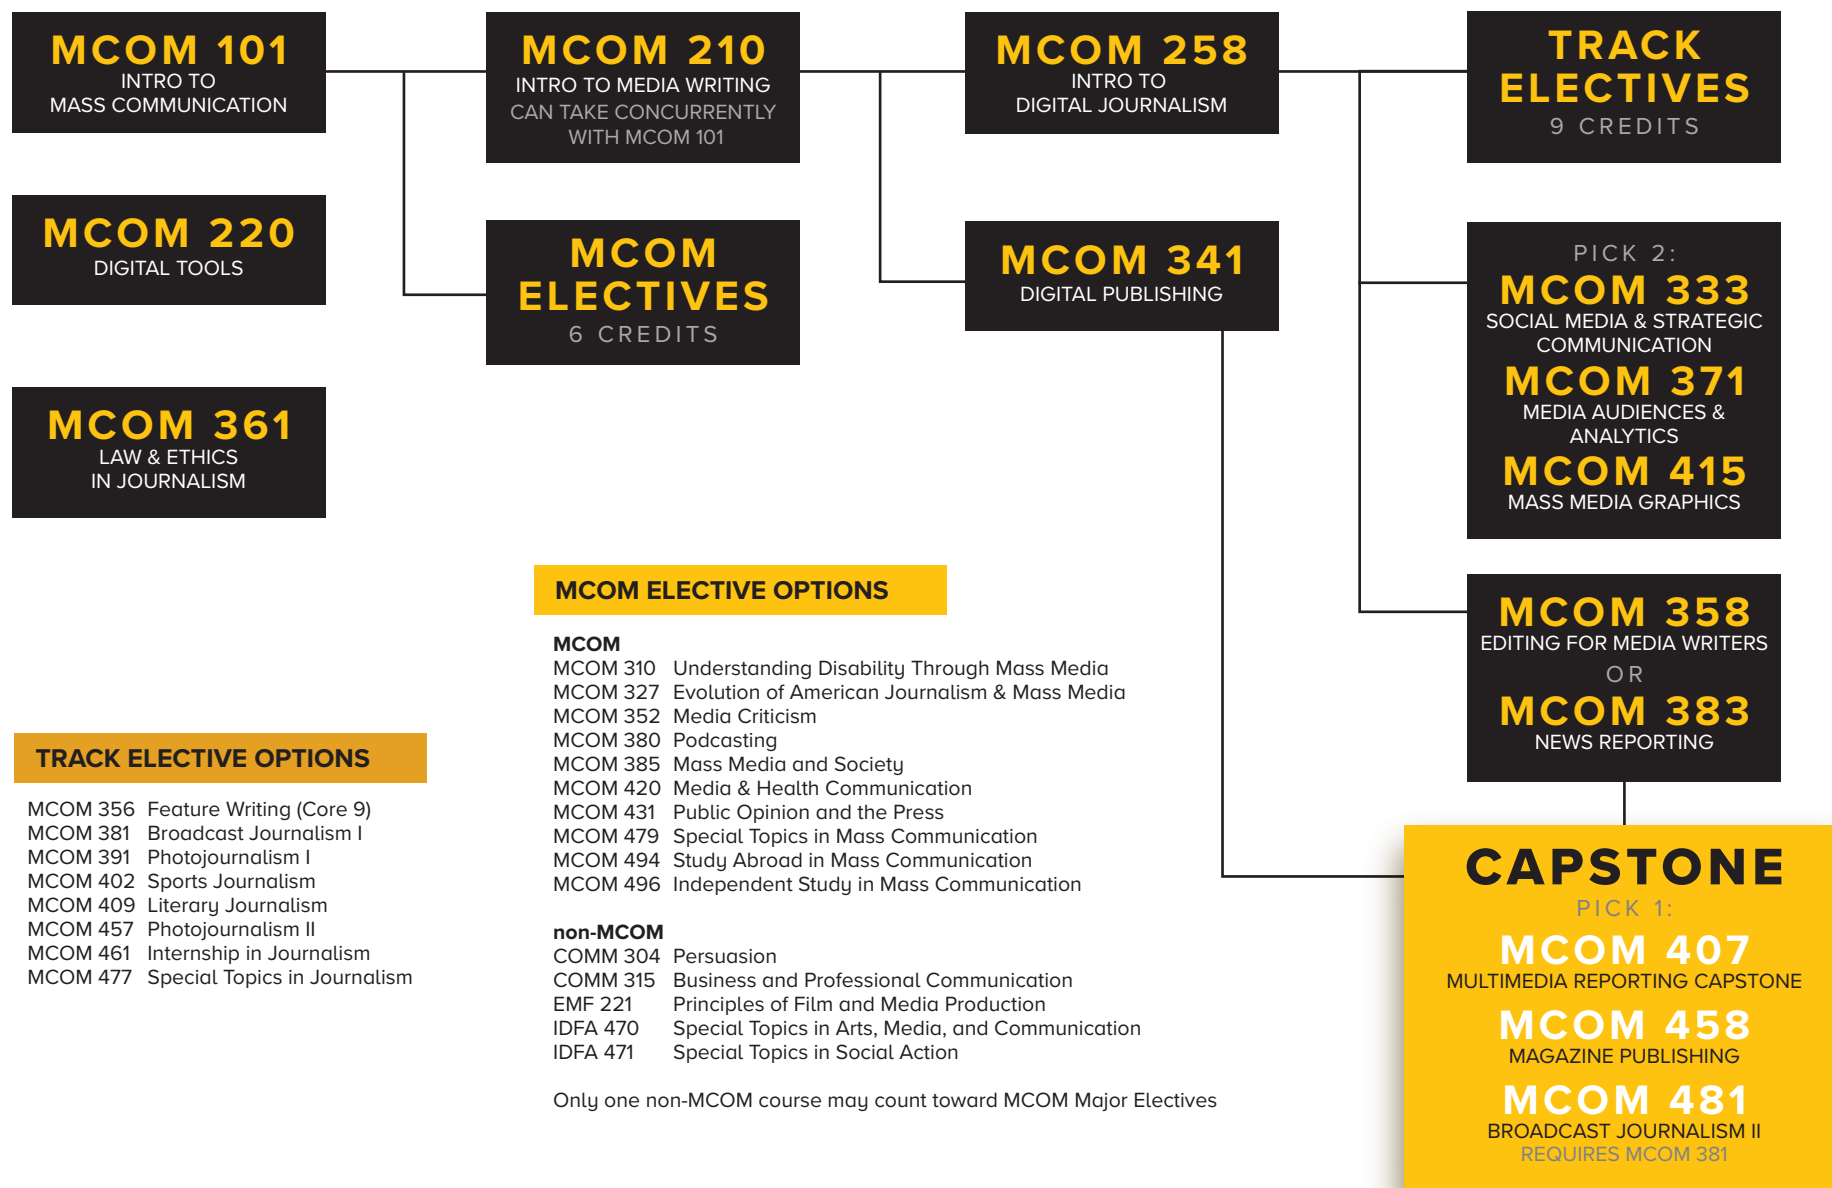 MCOM 101
INTRO TO
MASS COMMUNICATION
MCOM 220
DIGITAL TOOLS
MCOM 361
LAW & ETHICS
IN JOURNALISM
MCOM 210
INTRO TO MEDIA WRITING
CAN TAKE CONCURRENTLY
WITH MCOM 101
MCOM
ELECTIVES
6 CREDITS
MCOM 258
INTRO TO
DIGITAL JOURNALISM
MCOM 341
DIGITAL PUBLISHING
TRACK
ELECTIVES
9 CREDITS
PICK 2:
MCOM 333
SOCIAL MEDIA & STRATEGIC
COMMUNICATION
MCOM 371
MEDIA AUDIENCES &
ANALYTICS
MCOM 415
MASS MEDIA GRAPHICS
MCOM 358
EDITING FOR MEDIA WRITERS
OR
MCOM 383
NEWS REPORTING
CAPSTONE
PICK 1:
MCOM 407
MULTIMEDIA REPORTING CAPSTONE
MCOM 458
MAGAZINE PUBLISHING
MCOM 481
BROADCAST JOURNALISM II
REQUIRES MCOM 381
TRACK ELECTIVE OPTIONS
MCOM 356 Feature Writing (Core 9)
MCOM 381 Broadcast Journalism I
MCOM 391 Photojournalism I
MCOM 402 Sports Journalism
MCOM 409 Literary Journalism
MCOM 457 Photojournalism II
MCOM 461 Internship in Journalism
MCOM 477 Special Topics in Journalism
MCOM ELECTIVE OPTIONS
MCOM
MCOM 310 Understanding Disability Through Mass Media
MCOM 327 Evolution of American Journalism & Mass Media
MCOM 352 Media Criticism
MCOM 380 Podcasting
MCOM 385 Mass Media and Society
MCOM 420 Media & Health Communication
MCOM 431 Public Opinion and the Press
MCOM 479 Special Topics in Mass Communication
MCOM 494 Study Abroad in Mass Communication
MCOM 496 Independent Study in Mass Communication
non-MCOM
COMM 304 Persuasion
COMM 315 Business and Professional Communication
EMF 221 Principles of Film and Media Production
IDFA 470 Special Topics in Arts, Media, and Communication
IDFA 471 Special Topics in Social Action
Only one non-MCOM course may count toward MCOM Major Electives